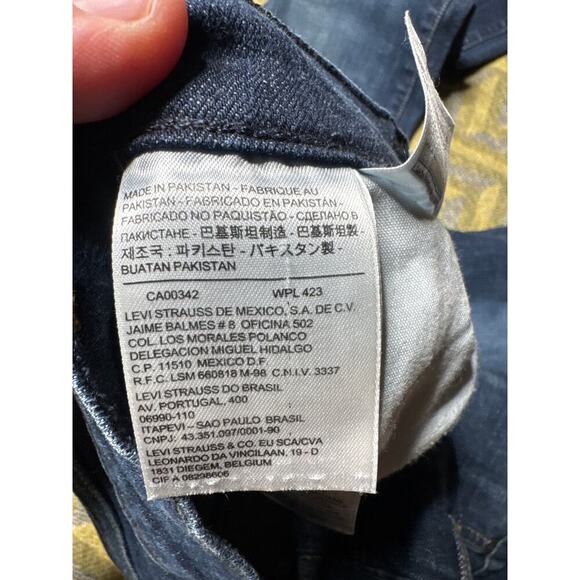 MADE IN PAKISTAN - FABRIQUE AU
PAKISTAN - FABRICADO EN PAKISTÁN -
FABRICADO NO PAQUISTÃO - СДЕЛАНО В
ПАКИСТАНЕ - 巴基斯坦制造 - 巴基斯坦製造
제조국 : 파키스탄 - パキスタン製 -
BUATAN PAKISTAN
CA00342 WPL 423
LEVI STRAUSS DE MEXICO, S.A. DE C.V.
JAIME BALMES # 8 OFICINA 502
COL. LOS MORALES POLANCO
DELEGACION MIGUEL HIDALGO
C.P. 11510 MEXICO D.F.
R.F.C. LSM 660818 M-98 C.N.I.V. 3337
LEVI STRAUSS DO BRASIL
AV. PORTUGAL, 400
06990-110
ITAPEVI – SAO PAULO BRASIL
CNPJ: 43.351.097/0001-90
LEVI STRAUSS & CO. EU SCA/CVA
LEONARDO DA VINCILAAN, 19 - D
1831 DIEGEM, BELGIUM
CIF A 08298606